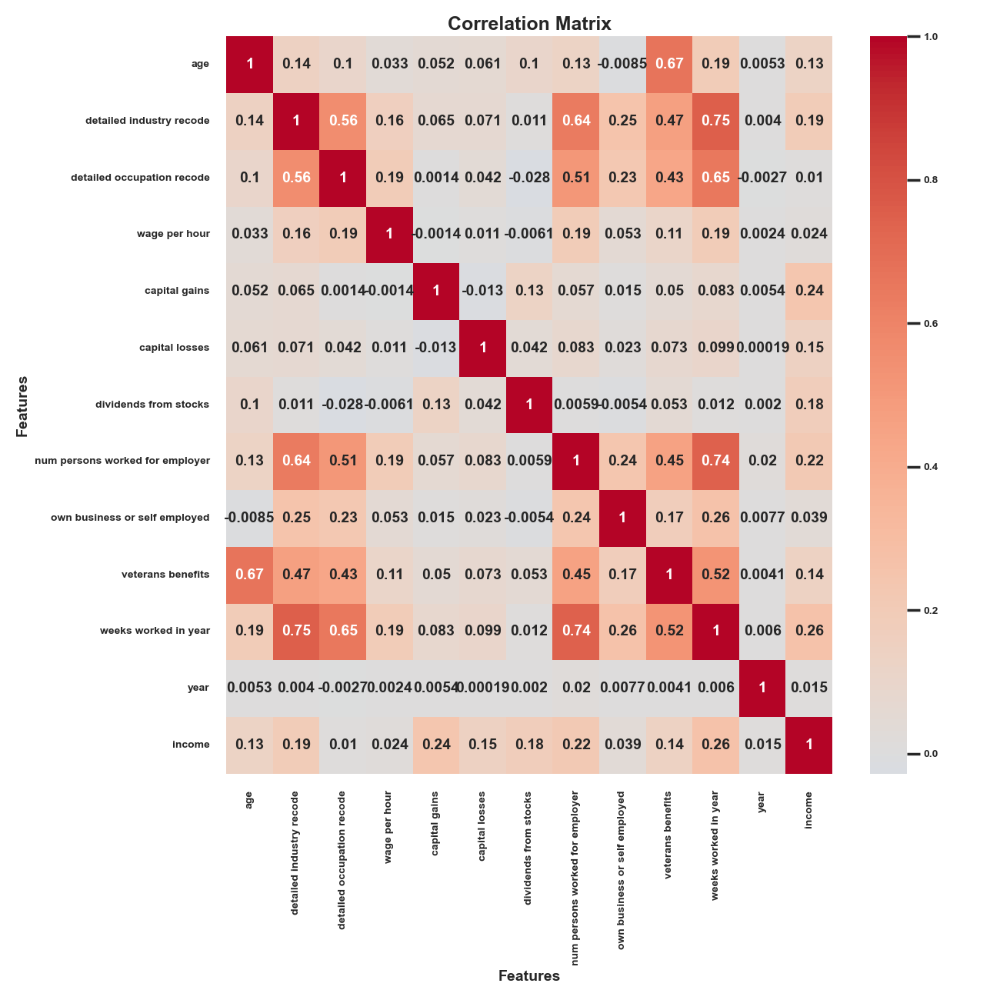 Correlation Matrix
age 1 0.14 0.1 0.033 0.052 0.061 0.1 0.13 -0.0085 0.67 0.19 0.0053 0.13
detailed industry recode 0.14 1 0.56 0.16 0.065 0.071 0.011 0.64 0.25 0.47 0.75 0.004 0.19
detailed occupation recode 0.1 0.56 1 0.19 0.0014 0.042 -0.028 0.51 0.23 0.43 0.65 -0.0027 0.01
wage per hour 0.033 0.16 0.19 1 -0.0014 0.011 -0.0061 0.19 0.053 0.11 0.19 0.0024 0.024
capital gains 0.052 0.065 0.0014 -0.0014 1 -0.013 0.13 0.057 0.015 0.05 0.083 0.0054 0.24
capital losses 0.061 0.071 0.042 0.011 -0.013 1 0.042 0.083 0.023 0.073 0.099 0.00019 0.15
dividends from stocks 0.1 0.011 -0.028 -0.0061 0.13 0.042 1 0.0059 -0.0054 0.053 0.012 0.002 0.18
num persons worked for employer 0.13 0.64 0.51 0.19 0.057 0.083 0.0059 1 0.24 0.45 0.74 0.02 0.22
own business or self employed -0.0085 0.25 0.23 0.053 0.015 0.023 -0.0054 0.24 1 0.17 0.26 0.0077 0.039
veterans benefits 0.67 0.47 0.43 0.11 0.05 0.073 0.053 0.45 0.17 1 0.52 0.0041 0.14
weeks worked in year 0.19 0.75 0.65 0.19 0.083 0.099 0.012 0.74 0.26 0.52 1 0.006 0.26
year 0.0053 0.004 -0.0027 0.0024 0.0054 0.00019 0.002 0.02 0.0077 0.0041 0.006 1 0.015
income 0.13 0.19 0.01 0.024 0.24 0.15 0.18 0.22 0.039 0.14 0.26 0.015 1
Features
age
detailed industry recode
detailed occupation recode
wage per hour
capital gains
capital losses
dividends from stocks
num persons worked for employer
own business or self employed
veterans benefits
weeks worked in year
year
income
Features
1.0
0.8
0.6
0.4
0.2
0.0